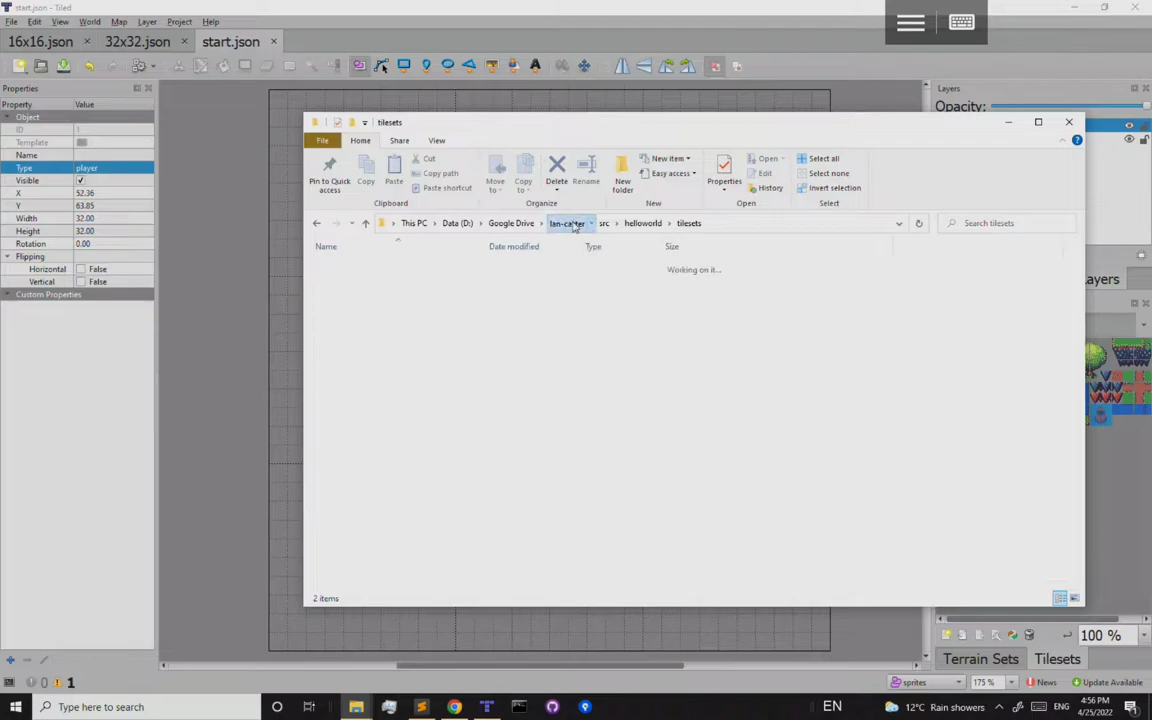 start.json - Tiled
File Edit View World Map Layer Project Help
16x16.json 32x32.json start.json
Properties
Property Value
Object
ID 1
Template
Name
Type player
Visible
X 52.36
Y 63.85
Width 32.00
Height 32.00
Rotation 0.00
Flipping
Horizontal False
Vertical False
Custom Properties
tilesets
File Home Share View
Pin to Quick access
Copy
Paste
Cut
Copy path
Paste shortcut
Clipboard
Move to
Copy to
Delete
Rename
Organize
New folder
New item
Easy access
New
Properties
Open
Edit
History
Open
Select all
Select none
Invert selection
Select
This PC Data (D:) Google Drive lan-carter src helloworld tilesets
Search tilesets
Name Date modified Type Size
Working on it...
2 items
Layers
Opacity:
ayers
100 %
Terrain Sets Tilesets
0 1
sprites 175 % News Update Available
Type here to search
EN
12°C Rain showers
ENG
4:56 PM
4/25/2022